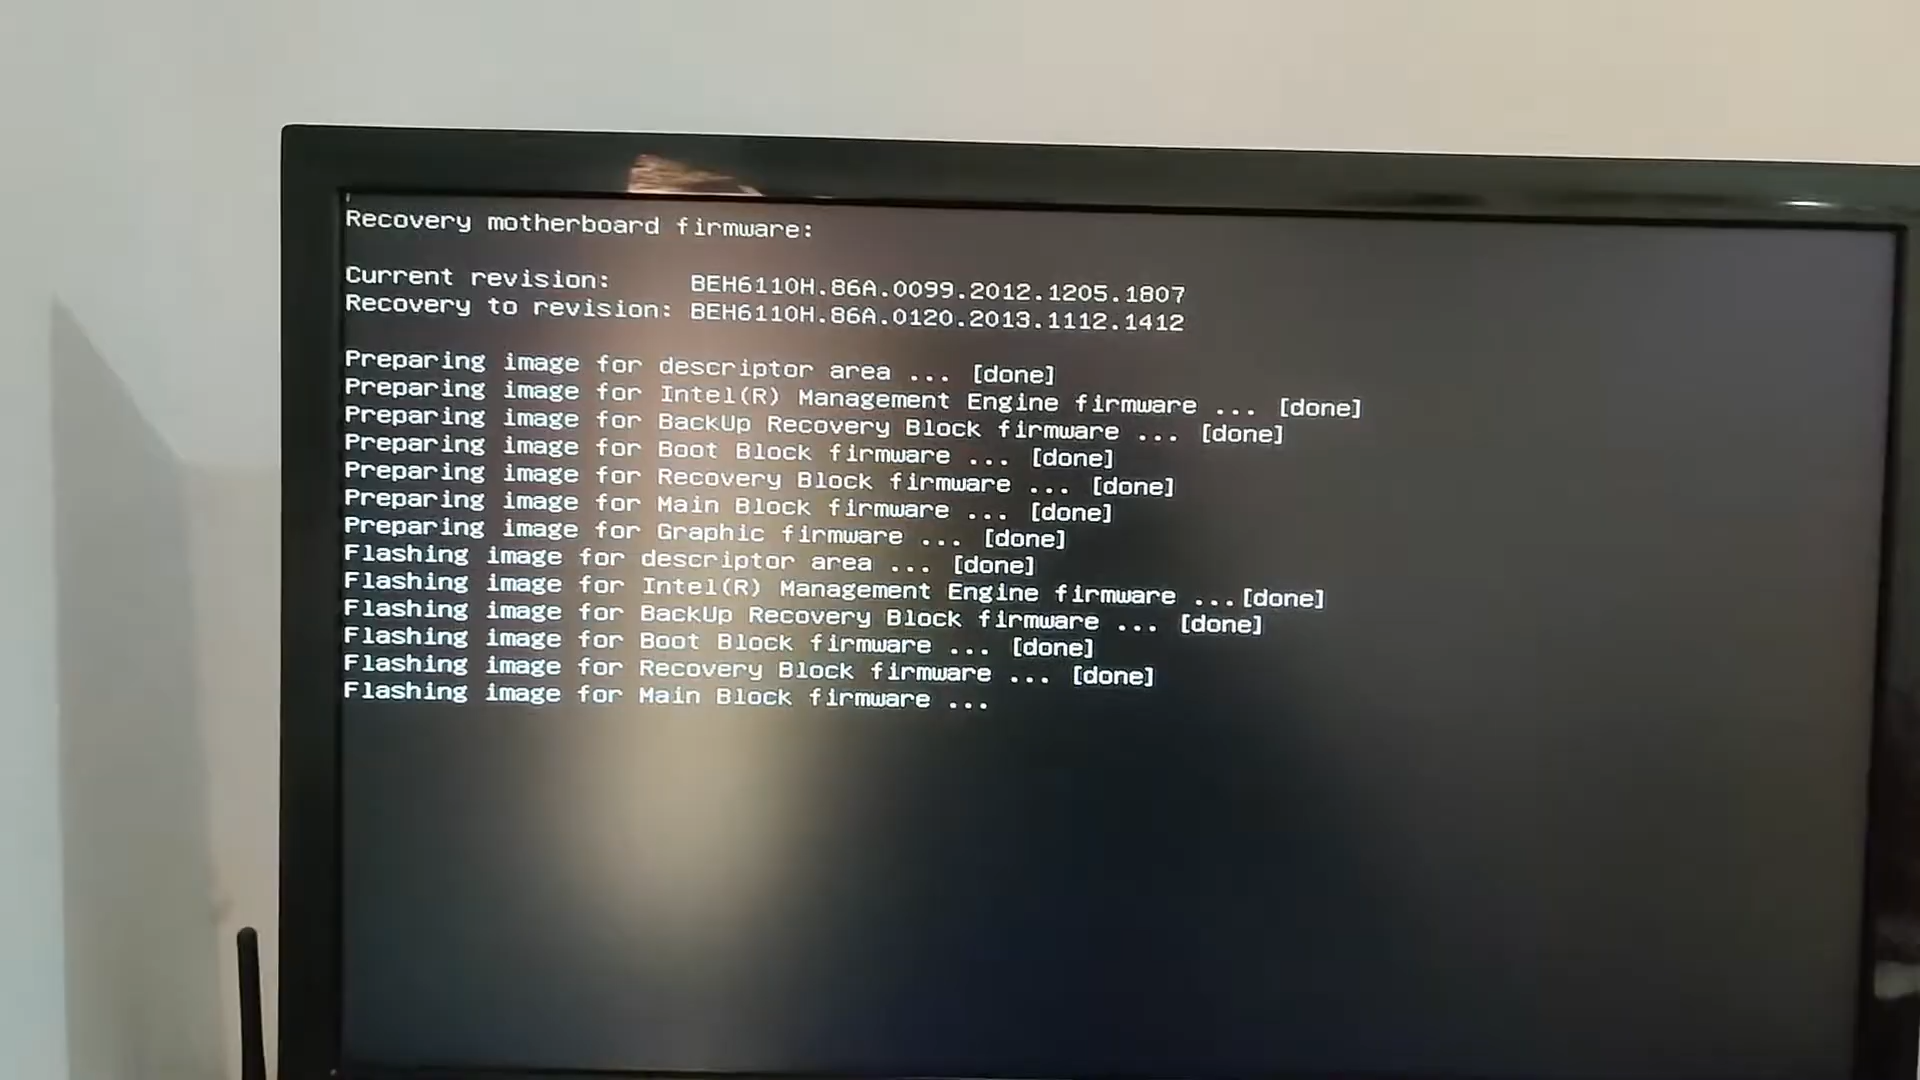 Recovery motherboard firmware:
Current revision: BEH6110H.86A.0099.2012.1205.1807
Recovery to revision: BEH6110H.86A.0120.2013.1112.1412
Preparing image for descriptor area ... [done]
Preparing image for Intel(R) Management Engine firmware ... [done]
Preparing image for BackUp Recovery Block firmware ... [done]
Preparing image for Boot Block firmware ... [done]
Preparing image for Recovery Block firmware ... [done]
Preparing image for Main Block firmware ... [done]
Preparing image for Graphic firmware ... [done]
Flashing image for descriptor area ... [done]
Flashing image for Intel(R) Management Engine firmware ...[done]
Flashing image for BackUp Recovery Block firmware ... [done]
Flashing image for Boot Block firmware ... [done]
Flashing image for Recovery Block firmware ... [done]
Flashing image for Main Block firmware ...